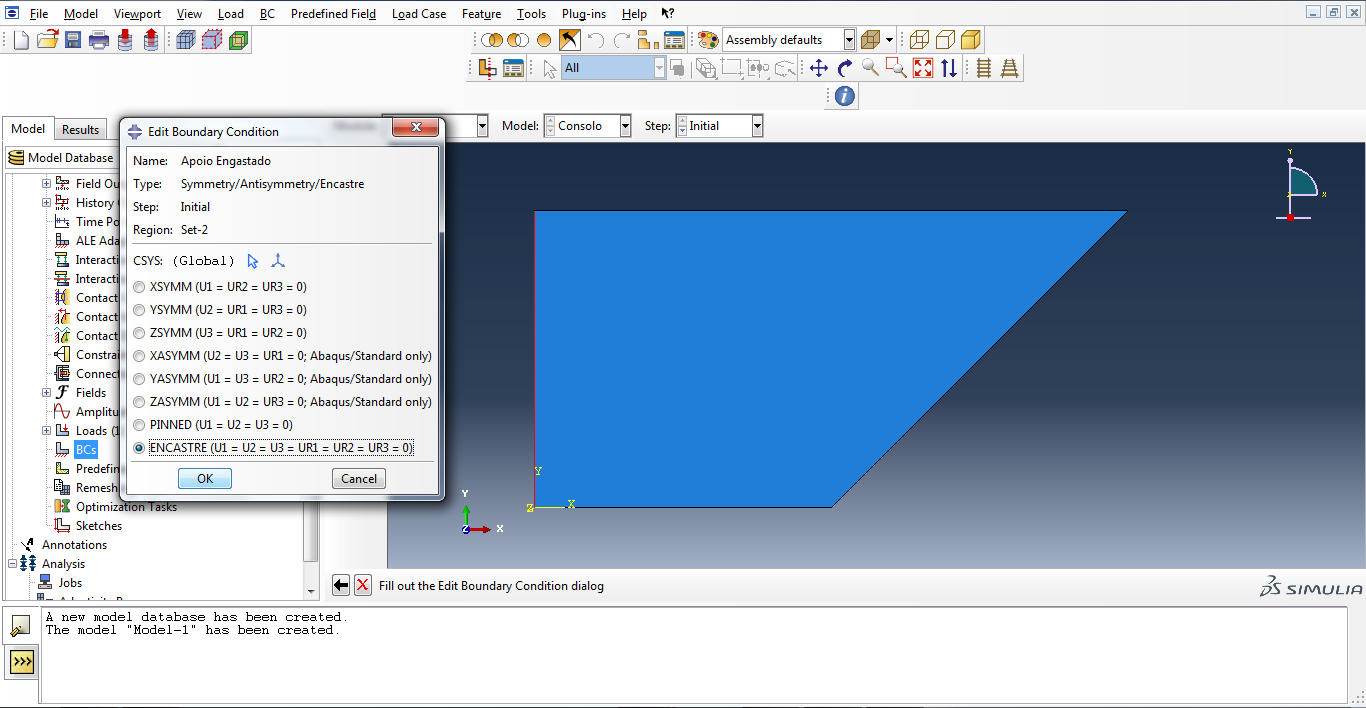 File Model Viewport View Load BC Predefined Field Load Case Feature Tools Plug-ins Help
Assembly defaults
All
Model Results
Model: Consolo Step: Initial
Model Database
Field Ou
History
Time Po
ALE Ada
Interacti
Interacti
Contact
Contact
Contact
Constrai
Connect
Fields
Amplitu
Loads (1
BCs
Predefin
Remesh
Optimization Tasks
Sketches
Annotations
Analysis
Jobs
Edit Boundary Condition
Name: Apoio Engastado
Type: Symmetry/Antisymmetry/Encastre
Step: Initial
Region: Set-2
CSYS: (Global)
XSYMM (U1 = UR2 = UR3 = 0)
YSYMM (U2 = UR1 = UR3 = 0)
ZSYMM (U3 = UR1 = UR2 = 0)
XASYMM (U2 = U3 = UR1 = 0; Abaqus/Standard only)
YASYMM (U1 = U3 = UR2 = 0; Abaqus/Standard only)
ZASYMM (U1 = U2 = UR3 = 0; Abaqus/Standard only)
PINNED (U1 = U2 = U3 = 0)
ENCASTRE (U1 = U2 = U3 = UR1 = UR2 = UR3 = 0)
OK Cancel
Y
X
Y
Z X
Y
Z X
Fill out the Edit Boundary Condition dialog
SIMULIA
A new model database has been created.
The model "Model-1" has been created.
>>>